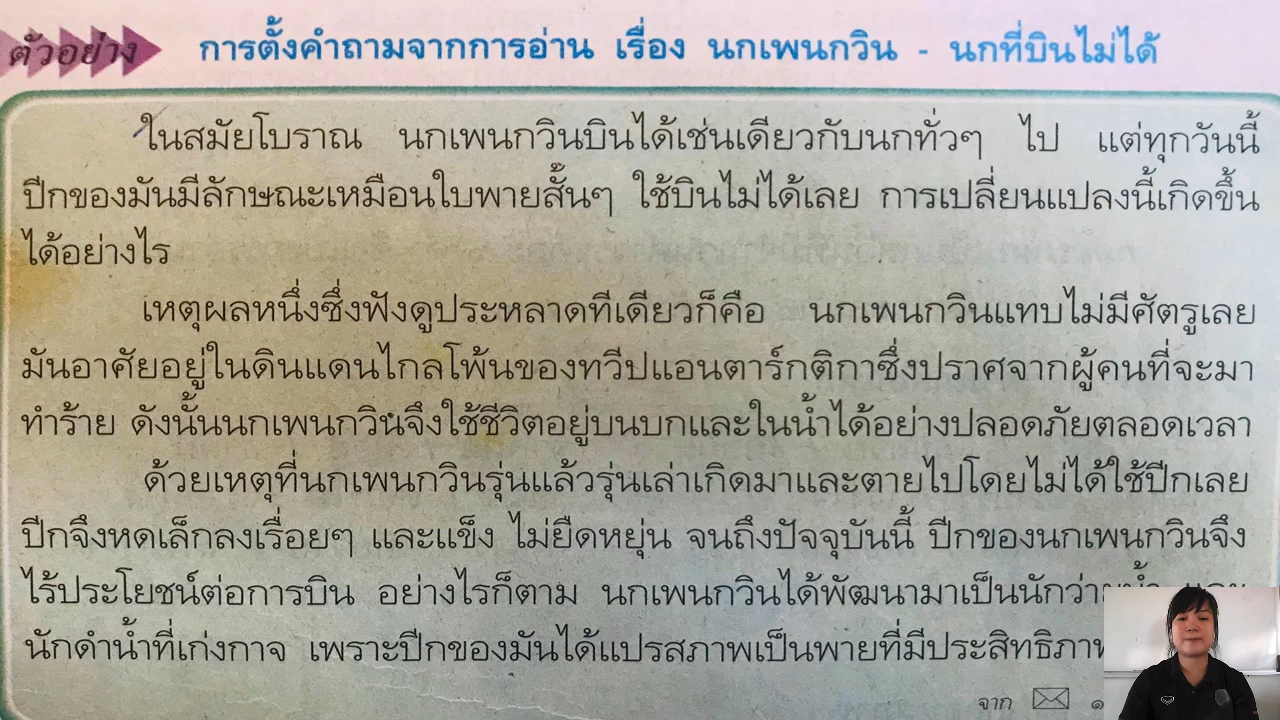 ตัวอย่าง
การตั้งคำถามจากการอ่าน เรื่อง นกเพนกวิน - นกที่บินไม่ได้
ในสมัยโบราณ นกเพนกวินบินได้เช่นเดียวกับนกทั่วๆ ไป แต่ทุกวันนี้
ปีกของมันมีลักษณะเหมือนใบพายสั้นๆ ใช้บินไม่ได้เลย การเปลี่ยนแปลงนี้เกิดขึ้น
ได้อย่างไร
เหตุผลหนึ่งซึ่งฟังดูประหลาดทีเดียวก็คือ นกเพนกวินแทบไม่มีศัตรูเลย
มันอาศัยอยู่ในดินแดนไกลโพ้นของทวีปแอนตาร์กติกาซึ่งปราศจากผู้คนที่จะมา
ทำร้าย ดังนั้นนกเพนกวินจึงใช้ชีวิตอยู่บนบกและในน้ำได้อย่างปลอดภัยตลอดเวลา
ด้วยเหตุที่นกเพนกวินรุ่นแล้วรุ่นเล่าเกิดมาและตายไปโดยไม่ได้ใช้ปีกเลย
ปีกจึงหดเล็กลงเรื่อยๆ และแข็ง ไม่ยืดหยุ่น จนถึงปัจจุบันนี้ ปีกของนกเพนกวินจึง
ไร้ประโยชน์ต่อการบิน อย่างไรก็ตาม นกเพนกวินได้พัฒนามาเป็นนักว่ายน้ำ
นักดำน้ำที่เก่งกาจ เพราะปีกของมันได้แปรสภาพเป็นพายที่มี
จาก ๑